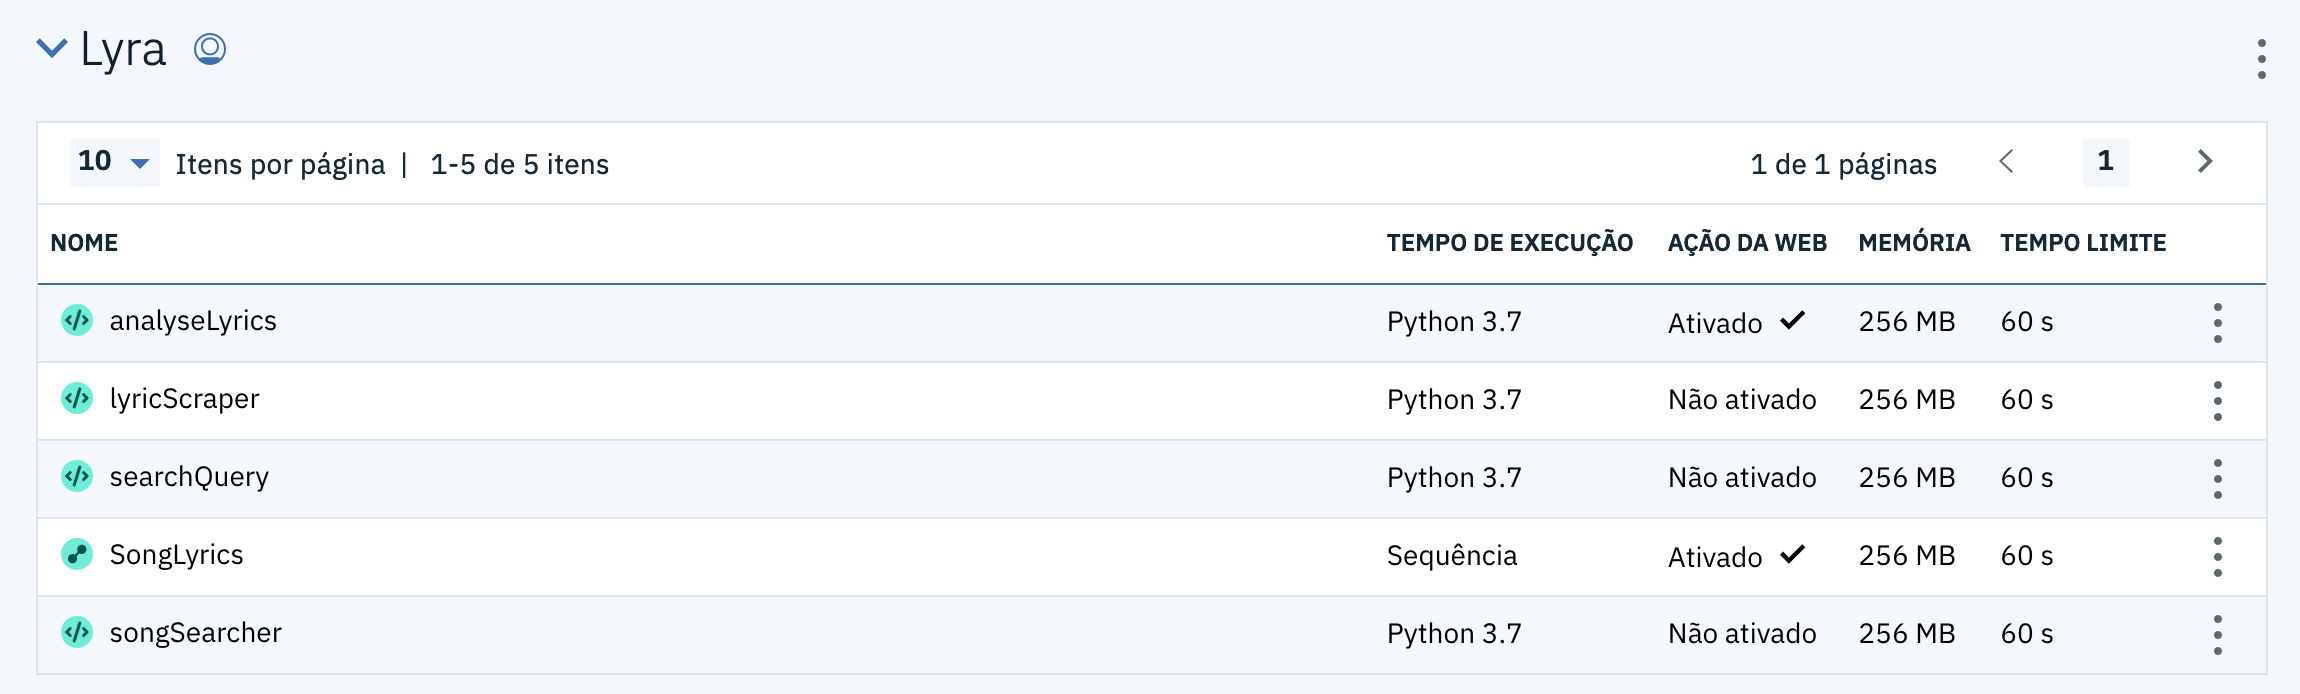 Lyra
10 Itens por página | 1-5 de 5 itens 1 de 1 páginas 1
NOME TEMPO DE EXECUÇÃO AÇÃO DA WEB MEMÓRIA TEMPO LIMITE
analyseLyrics Python 3.7 Ativado 256 MB 60 s
lyricScraper Python 3.7 Não ativado 256 MB 60 s
searchQuery Python 3.7 Não ativado 256 MB 60 s
SongLyrics Sequência Ativado 256 MB 60 s
songSearcher Python 3.7 Não ativado 256 MB 60 s